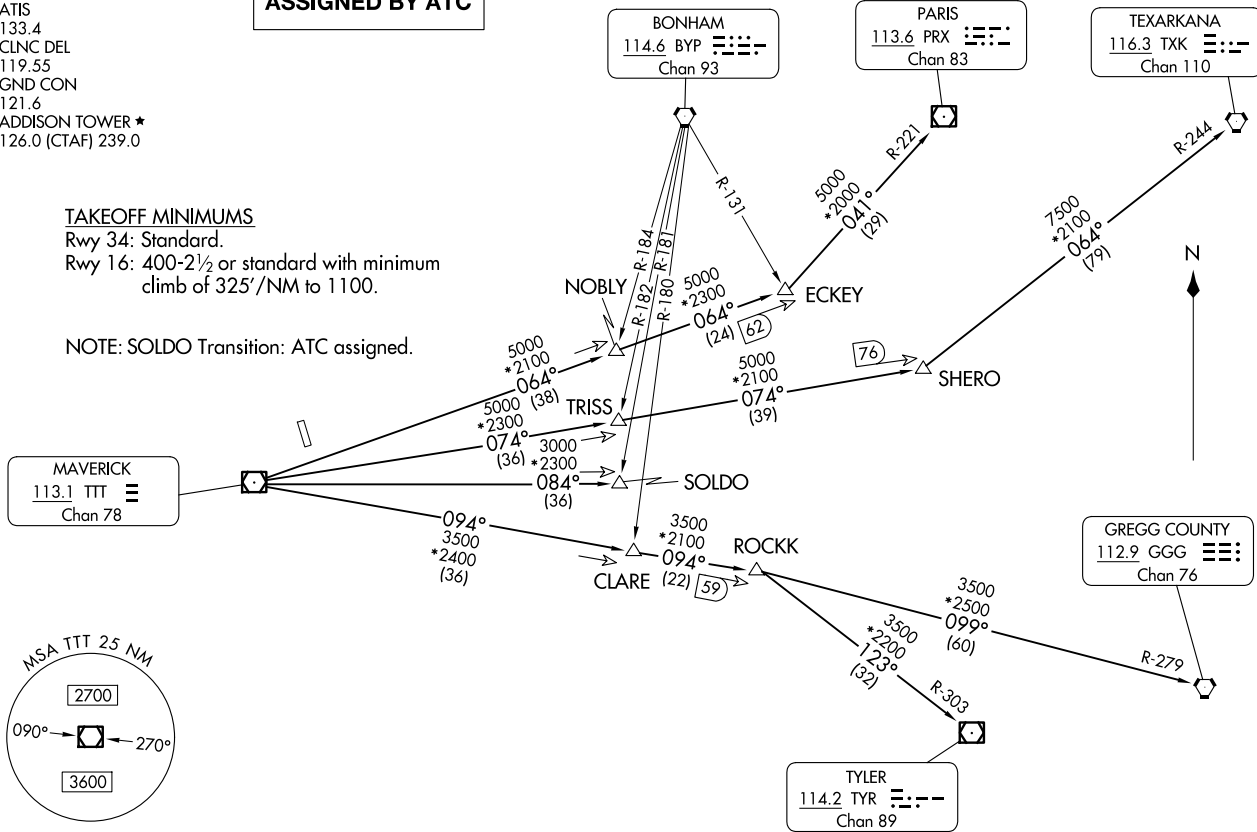 ATIS
133.4
CLNC DEL
119.55
GND CON
121.6
ADDISON TOWER ★
126.0 (CTAF) 239.0
ASSIGNED BY ATC
BONHAM
114.6 BYP
Chan 93
PARIS
113.6 PRX
Chan 83
TEXARKANA
116.3 TXK
Chan 110
TAKEOFF MINIMUMS
Rwy 34: Standard.
Rwy 16: 400-2½ or standard with minimum
climb of 325'/NM to 1100.
NOTE: SOLDO Transition: ATC assigned.
R-221
R-244
R-131
R-184
R-181
R-182
R-180
5000
*2000
041°
(29)
7500
*2100
064°
(79)
N
NOBLY
5000
*2300
064°
(24)
62
ECKEY
5000
*2100
064°
(38)
TRISS
5000
*2100
074°
(39)
76
SHERO
5000
*2300
074°
(36)
3000
*2300
084°
(36)
SOLDO
MAVERICK
113.1 TTT
Chan 78
094°
3500
*2400
(36)
CLARE
3500
*2100
094°
(22)
59
ROCKK
GREGG COUNTY
112.9 GGG
Chan 76
3500
*2500
099°
(60)
R-279
3500
*2200
123°
(32)
R-303
MSA TTT 25 NM
2700
090°
270°
3600
TYLER
114.2 TYR
Chan 89